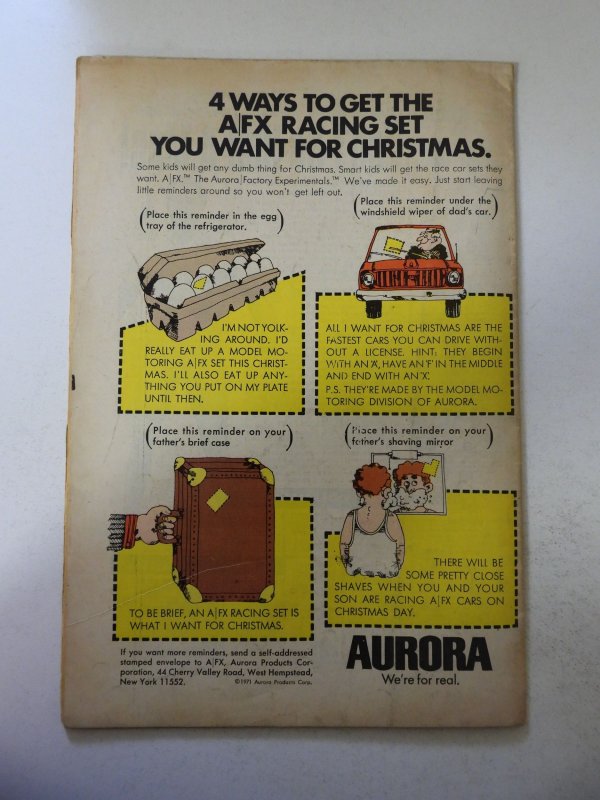 4 WAYS TO GET THE
A|FX RACING SET
YOU WANT FOR CHRISTMAS.
Some kids will get any dumb thing for Christmas. Smart kids will get the race car sets they
want. A|FX.™ The Aurora|Factory Experimentals.™ We've made it easy. Just start leaving
little reminders around so you won't get left out.
(Place this reminder in the egg
tray of the refrigerator.)
(Place this reminder under the
windshield wiper of dad's car.)
I'M NOT YOLK-
ING AROUND. I'D
REALLY EAT UP A MODEL MO-
TORING A|FX SET THIS CHRIST-
MAS. I'LL ALSO EAT UP ANY-
THING YOU PUT ON MY PLATE
UNTIL THEN.
ALL I WANT FOR CHRISTMAS ARE THE
FASTEST CARS YOU CAN DRIVE WITH-
OUT A LICENSE. HINT: THEY BEGIN
WITH AN 'A', HAVE AN 'F' IN THE MIDDLE
AND END WITH AN 'X'.
P.S. THEY'RE MADE BY THE MODEL MO-
TORING DIVISION OF AURORA.
(Place this reminder on your
father's brief case)
(Place this reminder on your
father's shaving mirror)
TO BE BRIEF, AN A|FX RACING SET IS
WHAT I WANT FOR CHRISTMAS.
THERE WILL BE
SOME PRETTY CLOSE
SHAVES WHEN YOU AND YOUR
SON ARE RACING A|FX CARS ON
CHRISTMAS DAY.
If you want more reminders, send a self-addressed
stamped envelope to A|FX, Aurora Products Cor-
poration, 44 Cherry Valley Road, West Hempstead,
New York 11552. ©1971 Aurora Products Corp.
AURORA
We're for real.